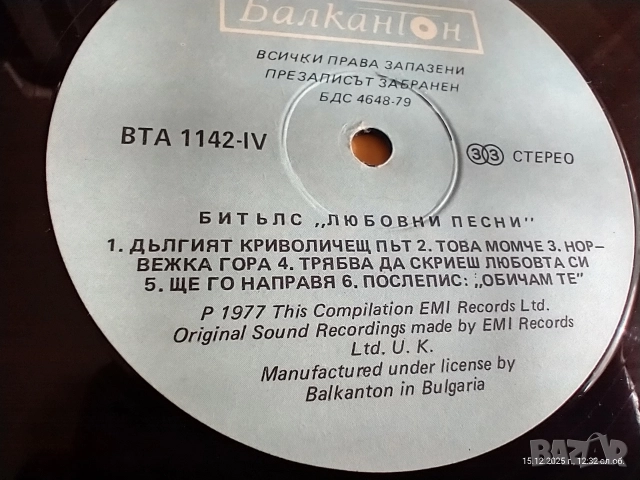 Балкантон
ВСИЧКИ ПРАВА ЗАПАЗЕНИ
ПРЕЗАПИСЪТ ЗАБРАНЕН
БДС 4648-79
ВТА 1142-IV
33 СТЕРЕО
БИТЪЛС „ЛЮБОВНИ ПЕСНИ"
1. ДЪЛГИЯТ КРИВОЛИЧЕЩ ПЪТ 2. ТОВА МОМЧЕ 3. НОР-
ВЕЖКА ГОРА 4. ТРЯБВА ДА СКРИЕШ ЛЮБОВТА СИ
5. ЩЕ ГО НАПРАВЯ 6. ПОСЛЕПИС: „ОБИЧАМ ТЕ"
P 1977 This Compilation EMI Records Ltd.
Original Sound Recordings made by EMI Records
Ltd. U. K.
Manufactured under license by
Balkanton in Bulgaria
BAZAR
15.12.2025 г., 12:32 сл.об.